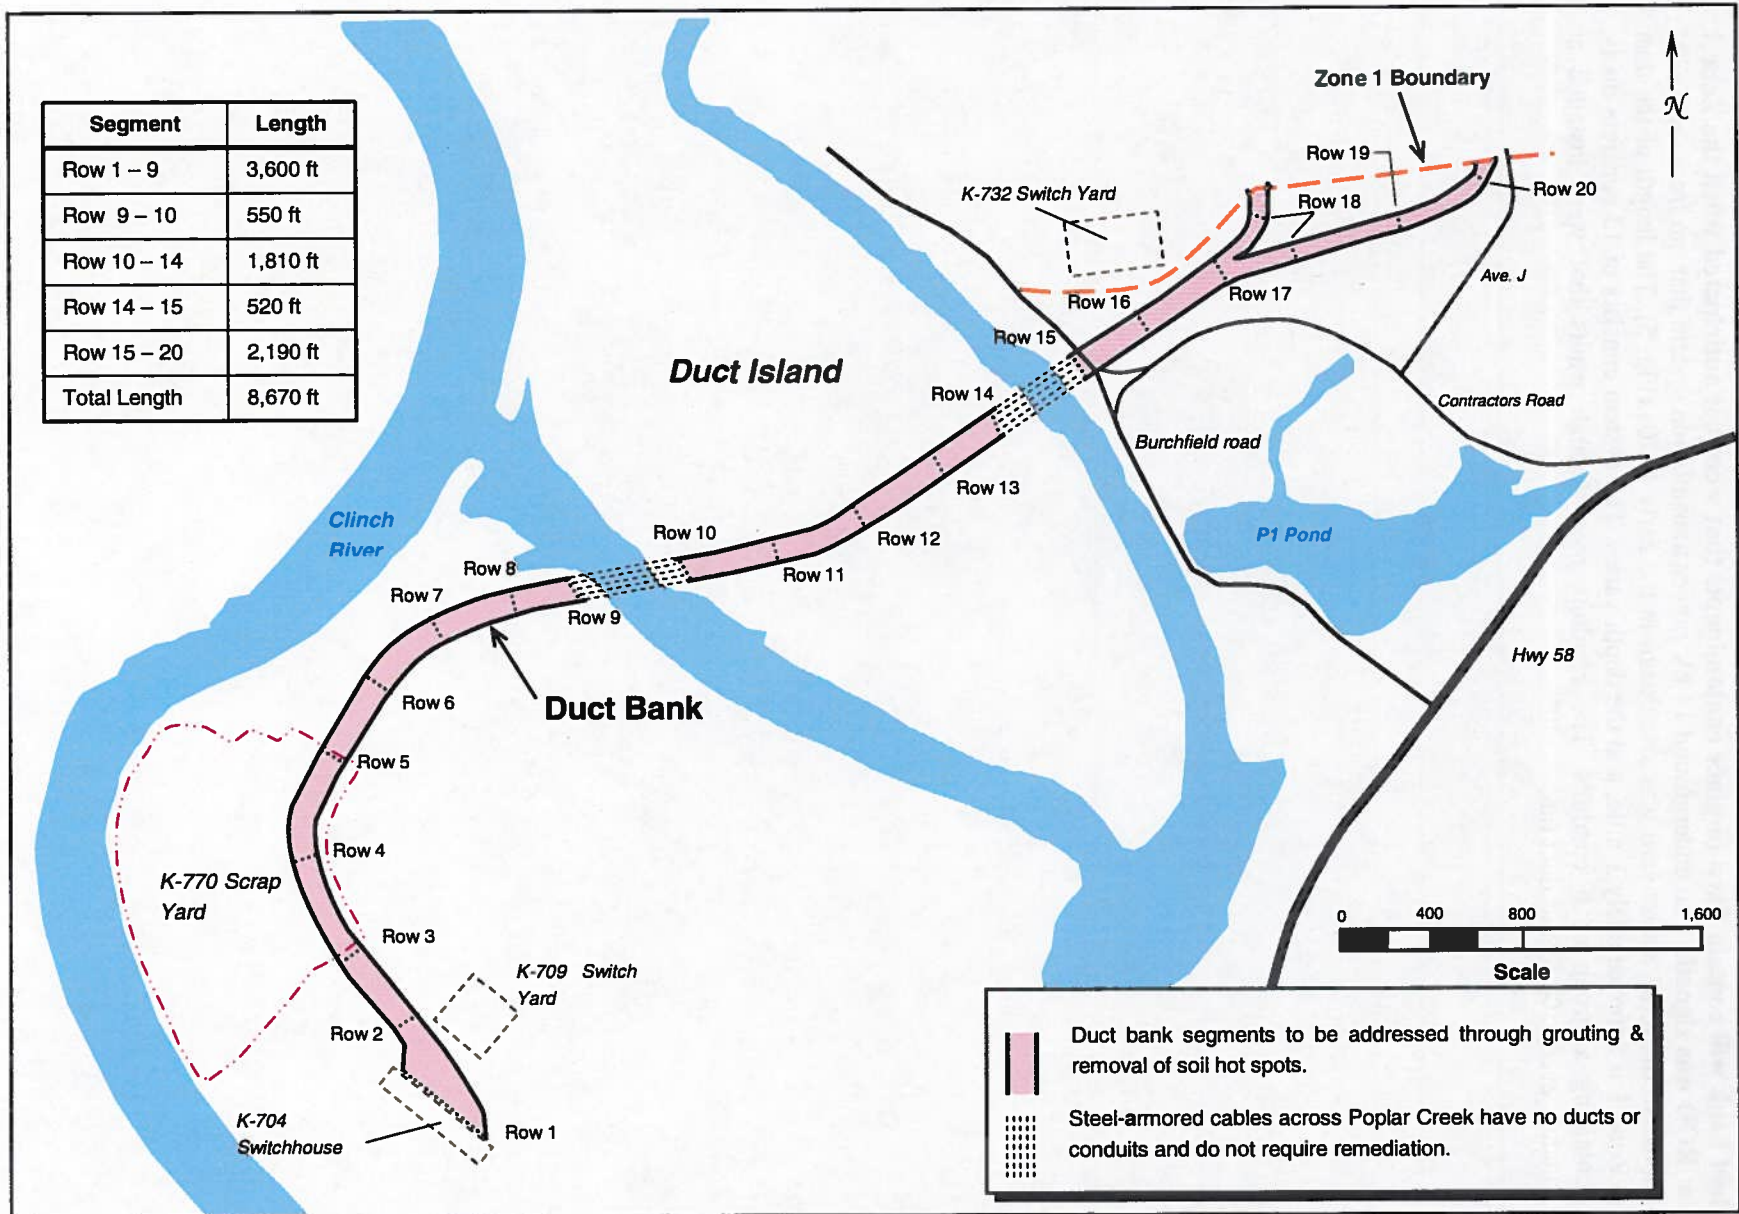 Segment Length
Row 1 – 9 3,600 ft
Row 9 – 10 550 ft
Row 10 – 14 1,810 ft
Row 14 – 15 520 ft
Row 15 – 20 2,190 ft
Total Length 8,670 ft
Zone 1 Boundary
N
Row 19
Row 20
Row 18
K-732 Switch Yard
Ave. J
Row 17
Row 16
Row 15
Duct Island
Row 14
Contractors Road
Burchfield road
Row 13
Clinch
River
P1 Pond
Row 10
Row 12
Row 11
Row 8
Row 7
Row 9
Hwy 58
Row 6
Duct Bank
Row 5
Row 4
K-770 Scrap
Yard
Row 3
K-709 Switch
Yard
Row 2
K-704
Switchhouse
Row 1
0 400 800 1,600
Scale
Duct bank segments to be addressed through grouting &
removal of soil hot spots.
Steel-armored cables across Poplar Creek have no ducts or
conduits and do not require remediation.